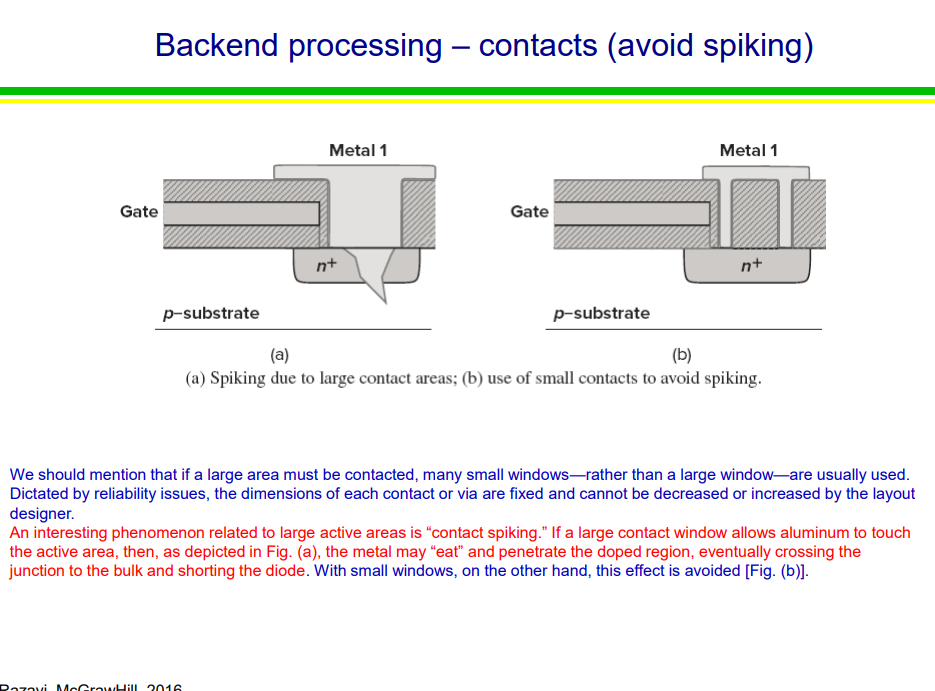 Backend processing – contacts (avoid spiking)
Metal 1
Metal 1
Gate
Gate
n+
n+
p–substrate
p–substrate
(a)
(b)
(a) Spiking due to large contact areas; (b) use of small contacts to avoid spiking.
We should mention that if a large area must be contacted, many small windows—rather than a large window—are usually used.
Dictated by reliability issues, the dimensions of each contact or via are fixed and cannot be decreased or increased by the layout
designer.
An interesting phenomenon related to large active areas is “contact spiking.” If a large contact window allows aluminum to touch
the active area, then, as depicted in Fig. (a), the metal may “eat” and penetrate the doped region, eventually crossing the
junction to the bulk and shorting the diode. With small windows, on the other hand, this effect is avoided [Fig. (b)].
Razavi, McGrawHill, 2016